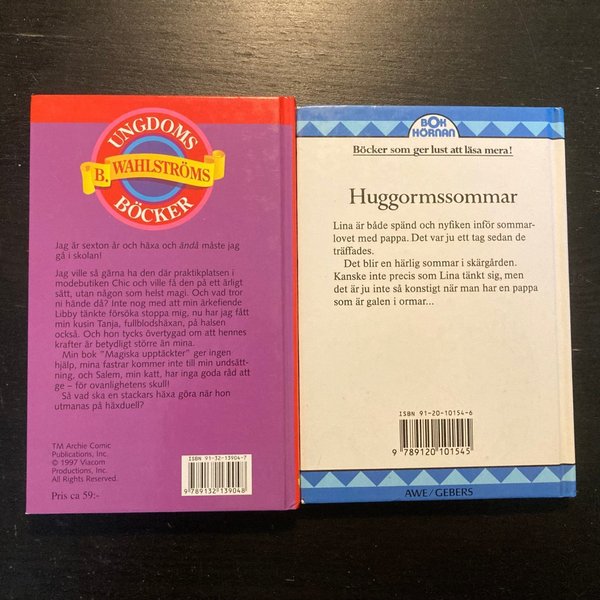 UNGDOMS
B. WAHLSTRÖMS
BÖCKER
Jag är sexton år och häxa och ändå måste jag
gå i skolan!
Jag ville så gärna ha den där praktikplatsen i
modebutiken Chic och ville få den på ett ärligt
sätt, utan någon som helst magi. Och vad tror
ni hände då? Inte nog med att min ärkefiende
Libby tänkte försöka stoppa mig, nu har jag fått
min kusin Tanja, fullblodshäxan, på halsen
också. Och hon tycks övertygad om att hennes
krafter är betydligt större än mina.
Min bok "Magiska upptäckter" ger ingen
hjälp, mina fastrar kommer inte till min undsätt-
ning, och Salem, min katt, har inga goda råd att
ge – för ovanlighetens skull!
Så vad ska en stackars häxa göra när hon
utmanas på häxduell?
TM Archie Comic
Publications, Inc.
© 1997 Viacom
Productions, Inc.
All Rights Reserved.
Pris ca 59:-
ISBN 91-32-13904-7
9 789132 139048
BOK
HÖRNAN
Böcker som ger lust att läsa mera!
Huggormssommar
Lina är både spänd och nyfiken inför sommar-
lovet med pappa. Det var ju ett tag sedan de
träffades.
Det blir en härlig sommar i skärgården.
Kanske inte precis som Lina tänkt sig, men
det är ju inte så konstigt när man har en pappa
som är galen i ormar...
ISBN 91-20-10154-6
9 789120 101545
AWE/GEBERS